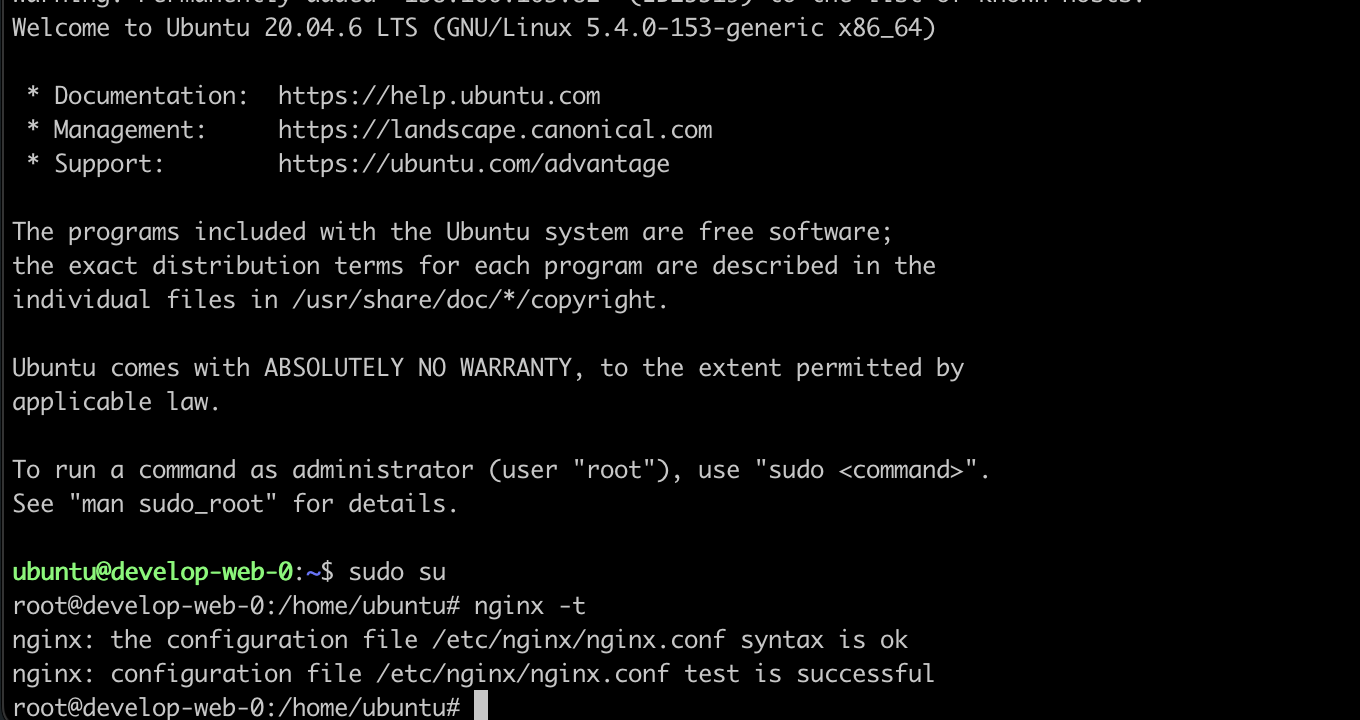 Welcome to Ubuntu 20.04.6 LTS (GNU/Linux 5.4.0-153-generic x86_64)
* Documentation:  https://help.ubuntu.com
* Management:     https://landscape.canonical.com
* Support:        https://ubuntu.com/advantage
The programs included with the Ubuntu system are free software;
the exact distribution terms for each program are described in the
individual files in /usr/share/doc/*/copyright.
Ubuntu comes with ABSOLUTELY NO WARRANTY, to the extent permitted by
applicable law.
To run a command as administrator (user "root"), use "sudo <command>".
See "man sudo_root" for details.
ubuntu@develop-web-0:~$ sudo su
root@develop-web-0:/home/ubuntu# nginx -t
nginx: the configuration file /etc/nginx/nginx.conf syntax is ok
nginx: configuration file /etc/nginx/nginx.conf test is successful
root@develop-web-0:/home/ubuntu#